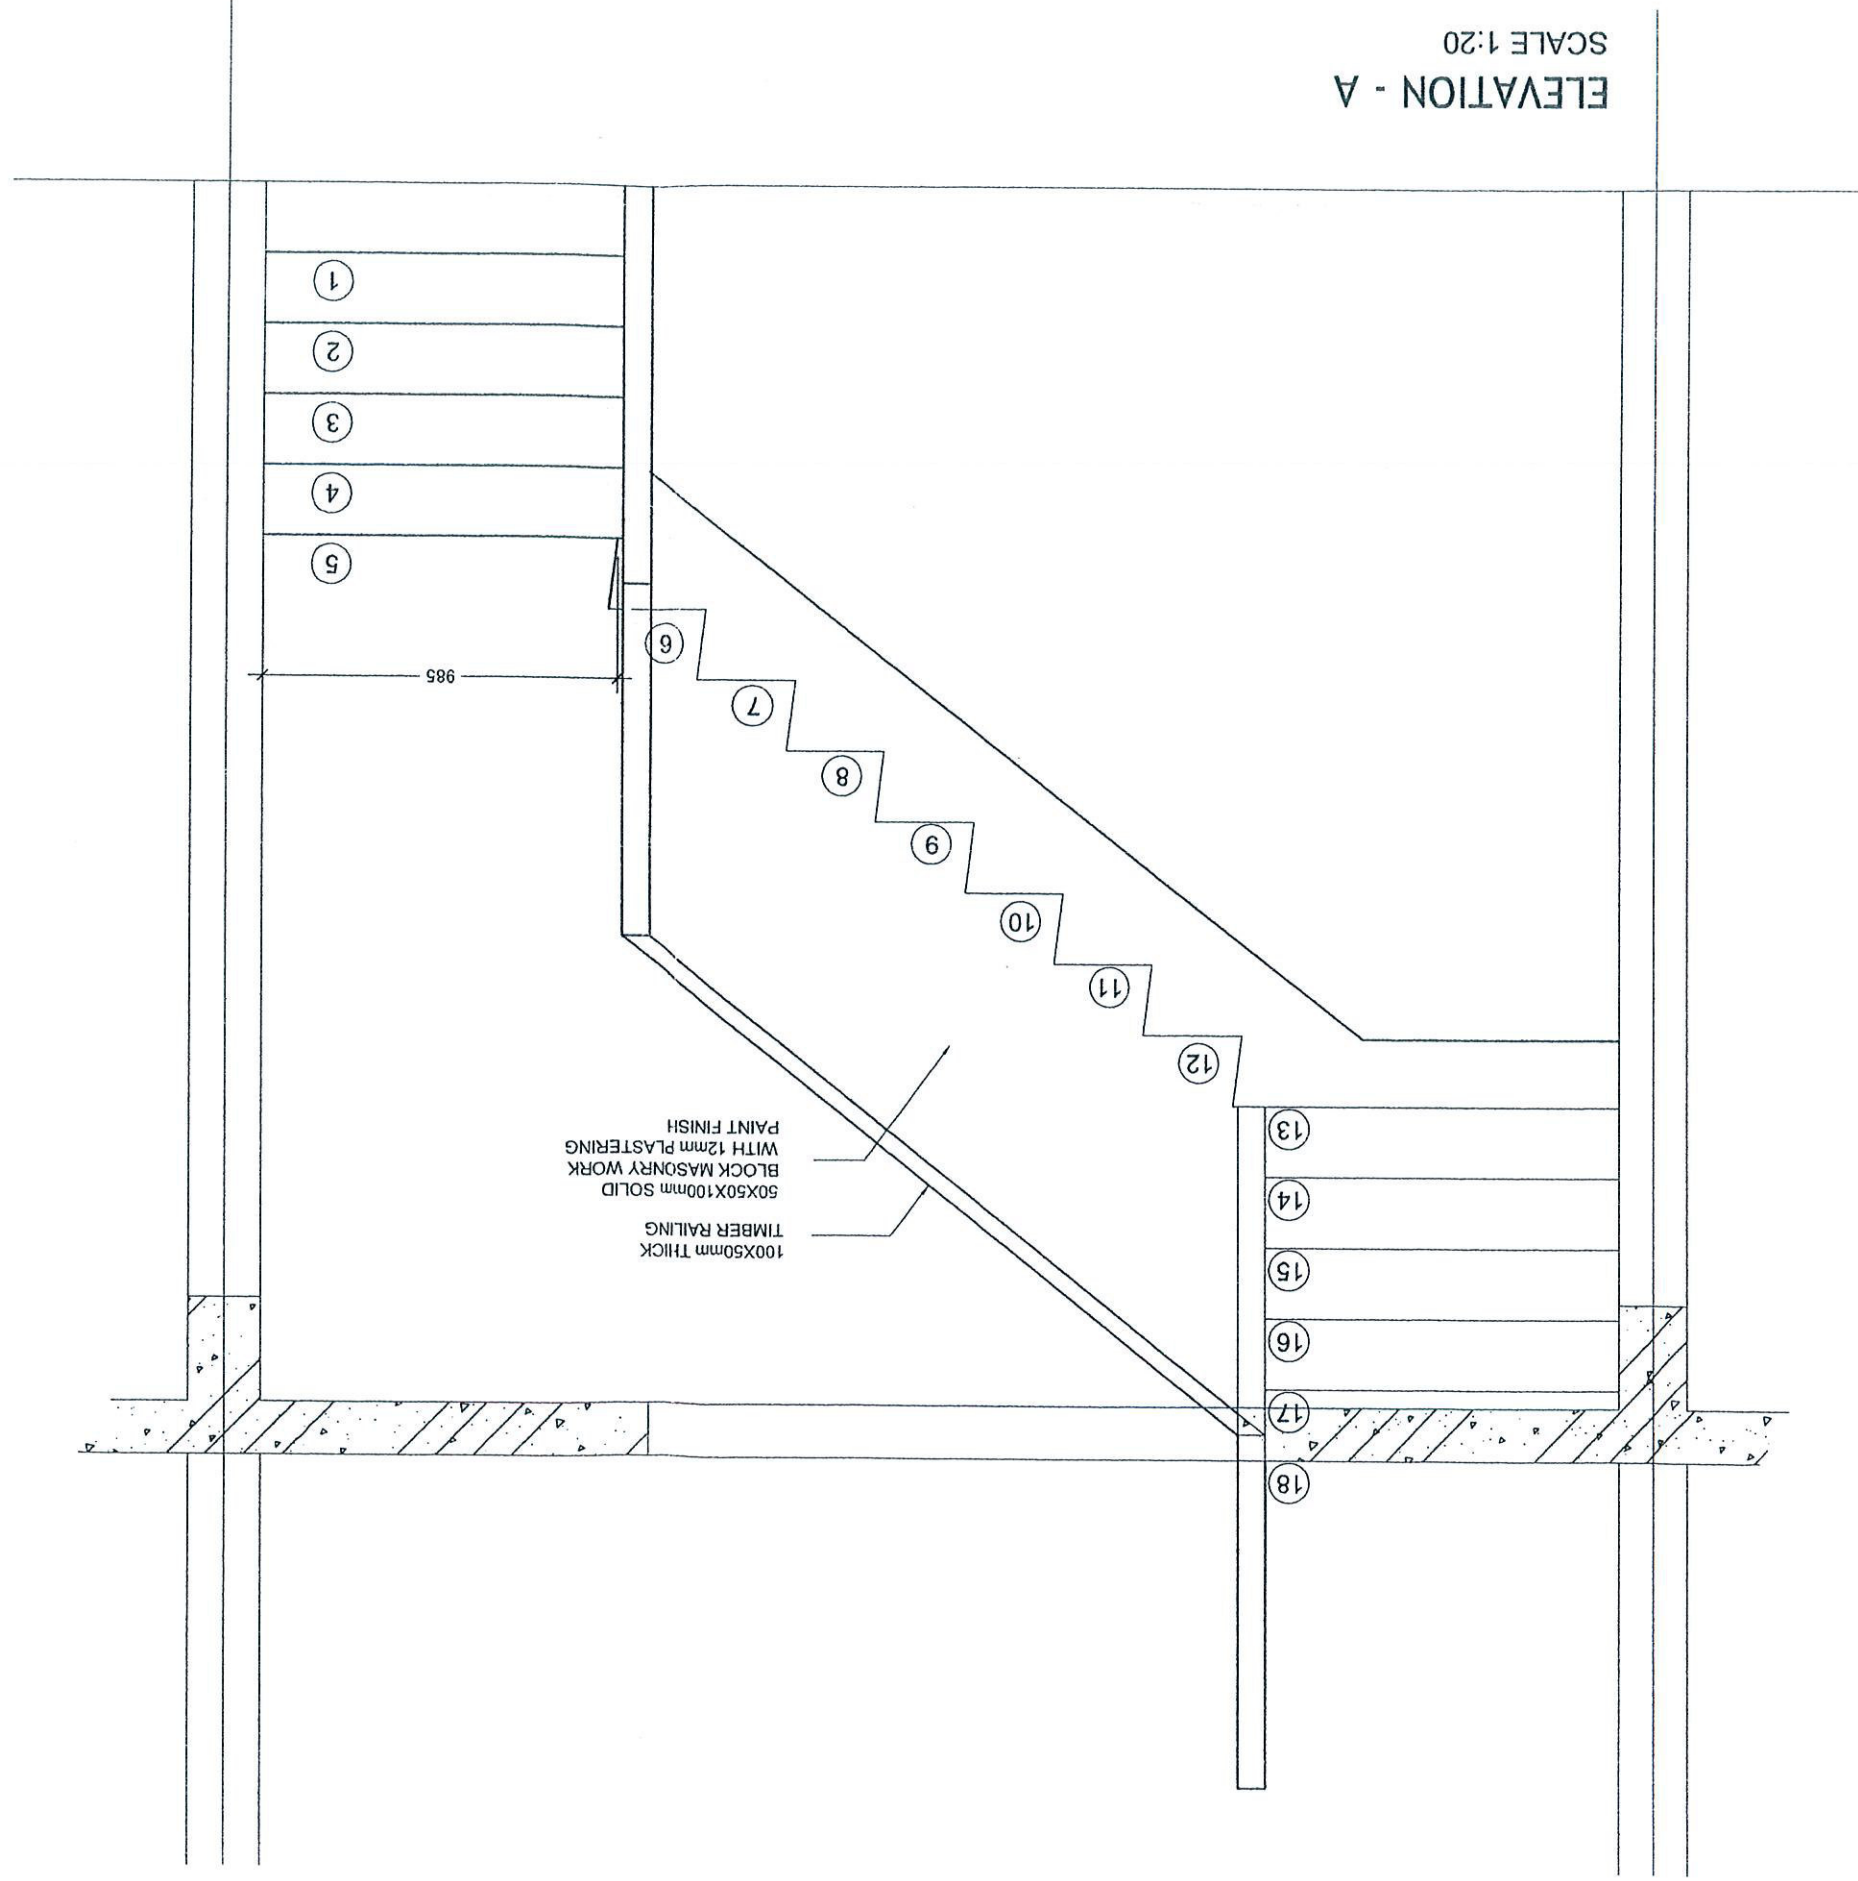 18
17
16
15
14
13
100X50mm THICK
TIMBER RAILING
50X50X100mm SOLID
BLOCK MASONRY WORK
WITH 12mm PLASTERING
PAINT FINISH
12
11
10
9
8
7
6
985
5
4
3
2
1
ELEVATION - A
SCALE 1:20